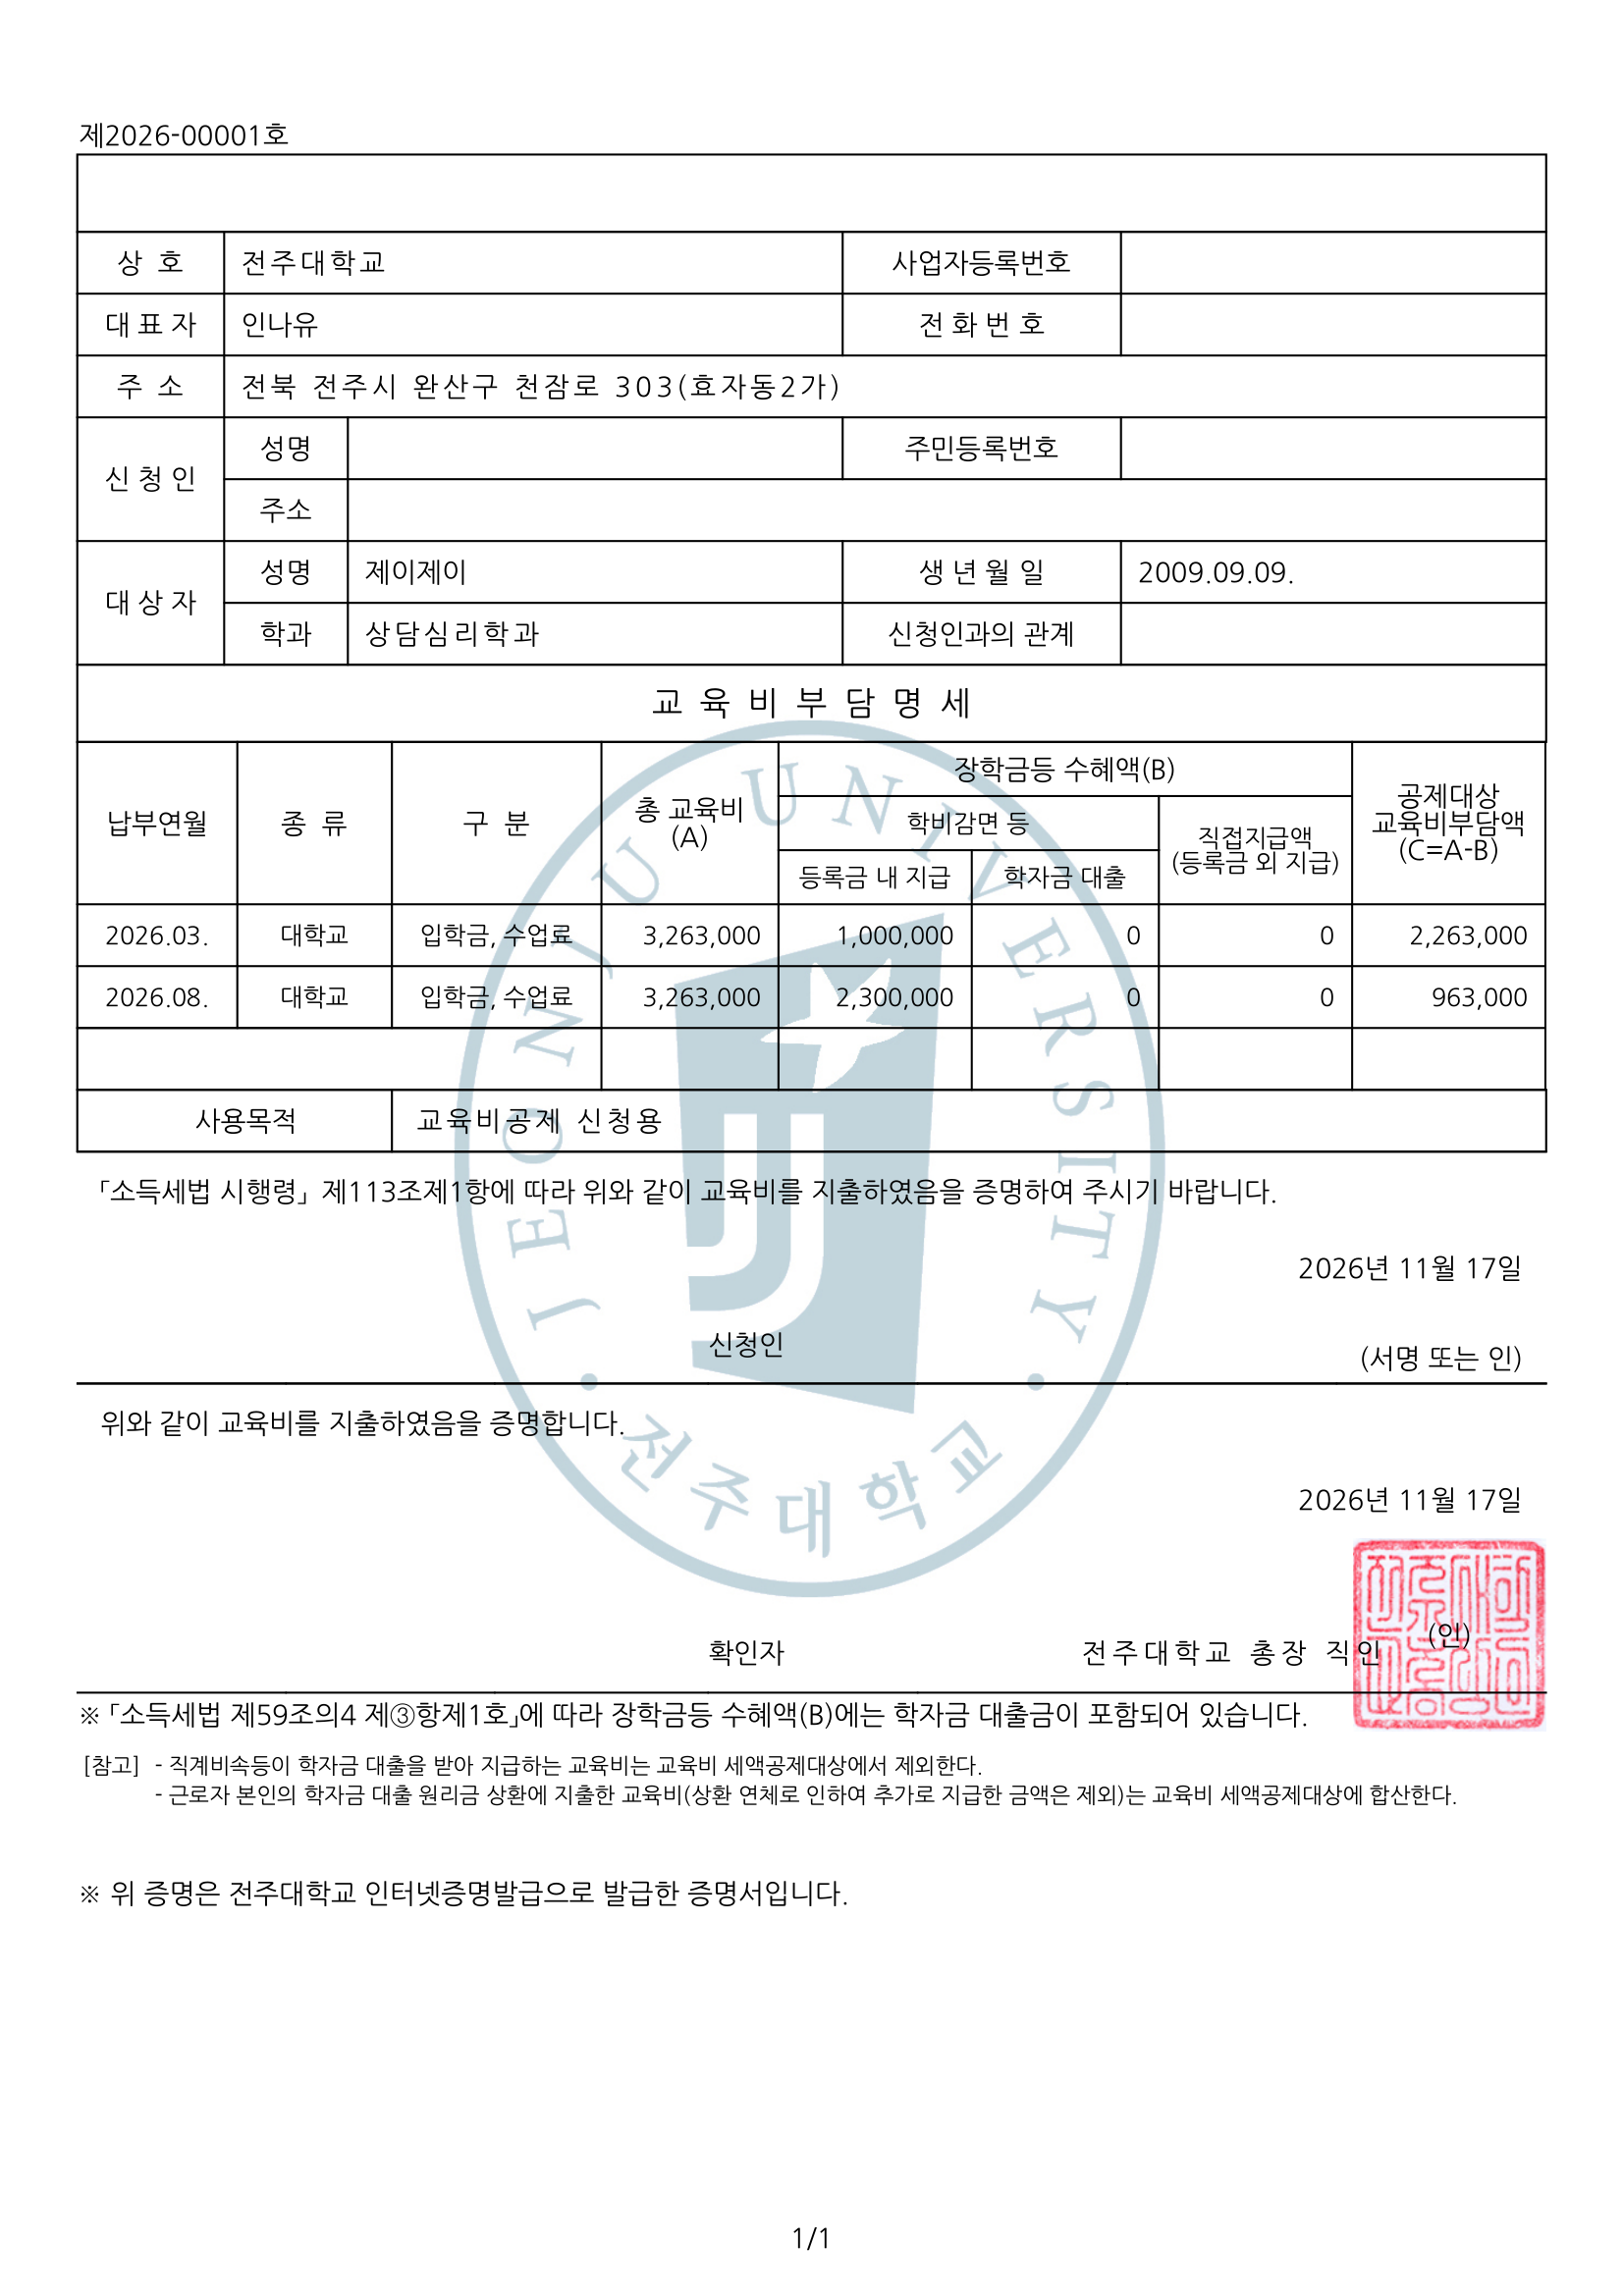 제2026-00001호
상 호 전주대학교 사업자등록번호
대 표 자 인나유 전 화 번 호
주 소 전북 전주시 완산구 천잠로 303(효자동2가)
신 청 인 성명 주민등록번호
주소
대 상 자 성명 제이제이 생 년 월 일 2009.09.09.
학과 상담심리학과 신청인과의 관계
교 육 비 부 담 명 세
납부연월 종 류 구 분 총 교육비
(A)
장학금등 수혜액(B)
학비감면 등
등록금 내 지급 학자금 대출
직접지급액
(등록금 외 지급)
공제대상
교육비부담액
(C=A-B)
2026.03. 대학교 입학금, 수업료 3,263,000 1,000,000 0 0 2,263,000
2026.08. 대학교 입학금, 수업료 3,263,000 2,300,000 0 0 963,000
사용목적 교육비공제 신청용
「소득세법 시행령」 제113조제1항에 따라 위와 같이 교육비를 지출하였음을 증명하여 주시기 바랍니다.
2026년 11월 17일
신청인 (서명 또는 인)
위와 같이 교육비를 지출하였음을 증명합니다.
2026년 11월 17일
확인자 전주대학교 총장 직인 (인)
※ 「소득세법 제59조의4 제③항제1호」에 따라 장학금등 수혜액(B)에는 학자금 대출금이 포함되어 있습니다.
[참고] - 직계비속등이 학자금 대출을 받아 지급하는 교육비는 교육비 세액공제대상에서 제외한다.
- 근로자 본인의 학자금 대출 원리금 상환에 지출한 교육비(상환 연체로 인하여 추가로 지급한 금액은 제외)는 교육비 세액공제대상에 합산한다.
※ 위 증명은 전주대학교 인터넷증명발급으로 발급한 증명서입니다.
1/1
JEONJU UNIVERSITY
전주대학교